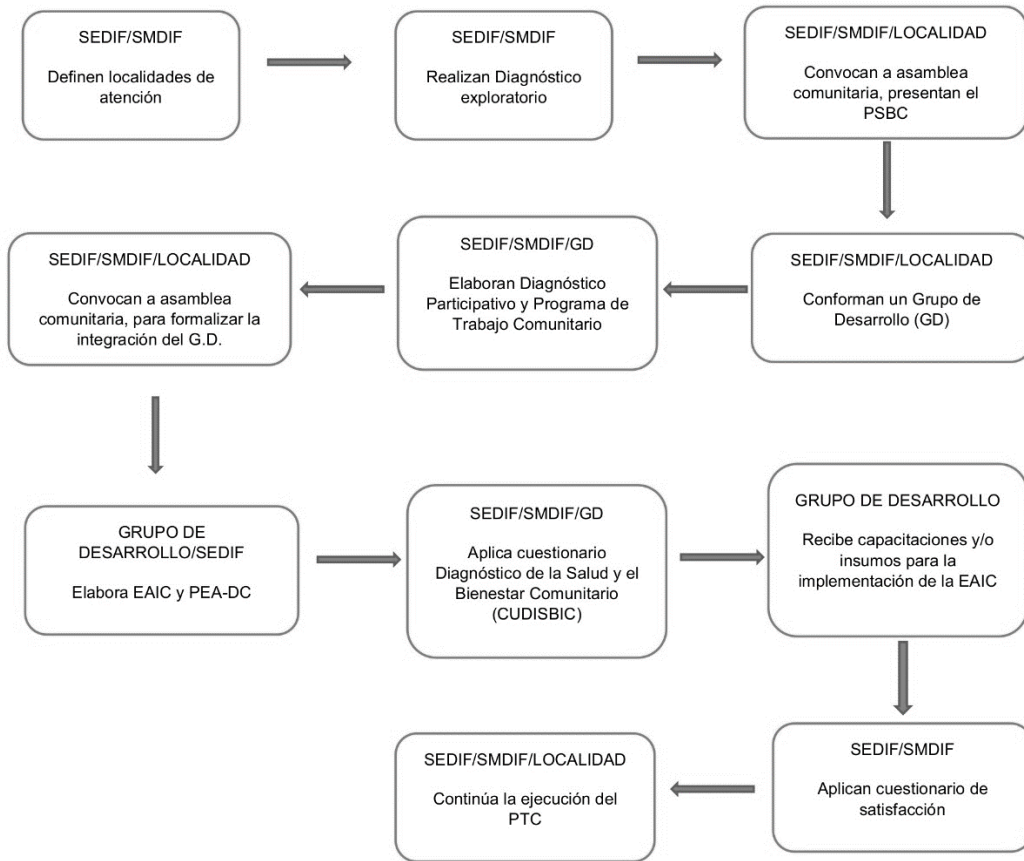 SEDIF/SMDIF
Definen localidades de
atención
SEDIF/SMDIF
Realizan Diagnóstico
exploratorio
SEDIF/SMDIF/LOCALIDAD
Convocan a asamblea
comunitaria, presentan el
PSBC
SEDIF/SMDIF/LOCALIDAD
Conforman un Grupo de
Desarrollo (GD)
SEDIF/SMDIF/GD
Elaboran Diagnóstico
Participativo y Programa de
Trabajo Comunitario
SEDIF/SMDIF/LOCALIDAD
Convocan a asamblea
comunitaria, para formalizar la
integración del G.D.
GRUPO DE
DESARROLLO/SEDIF
Elabora EAIC y PEA-DC
SEDIF/SMDIF/GD
Aplica cuestionario
Diagnóstico de la Salud y el
Bienestar Comunitario
(CUDISBIC)
GRUPO DE DESARROLLO
Recibe capacitaciones y/o
insumos para la
implementación de la EAIC
SEDIF/SMDIF
Aplican cuestionario de
satisfacción
SEDIF/SMDIF/LOCALIDAD
Continúa la ejecución del
PTC